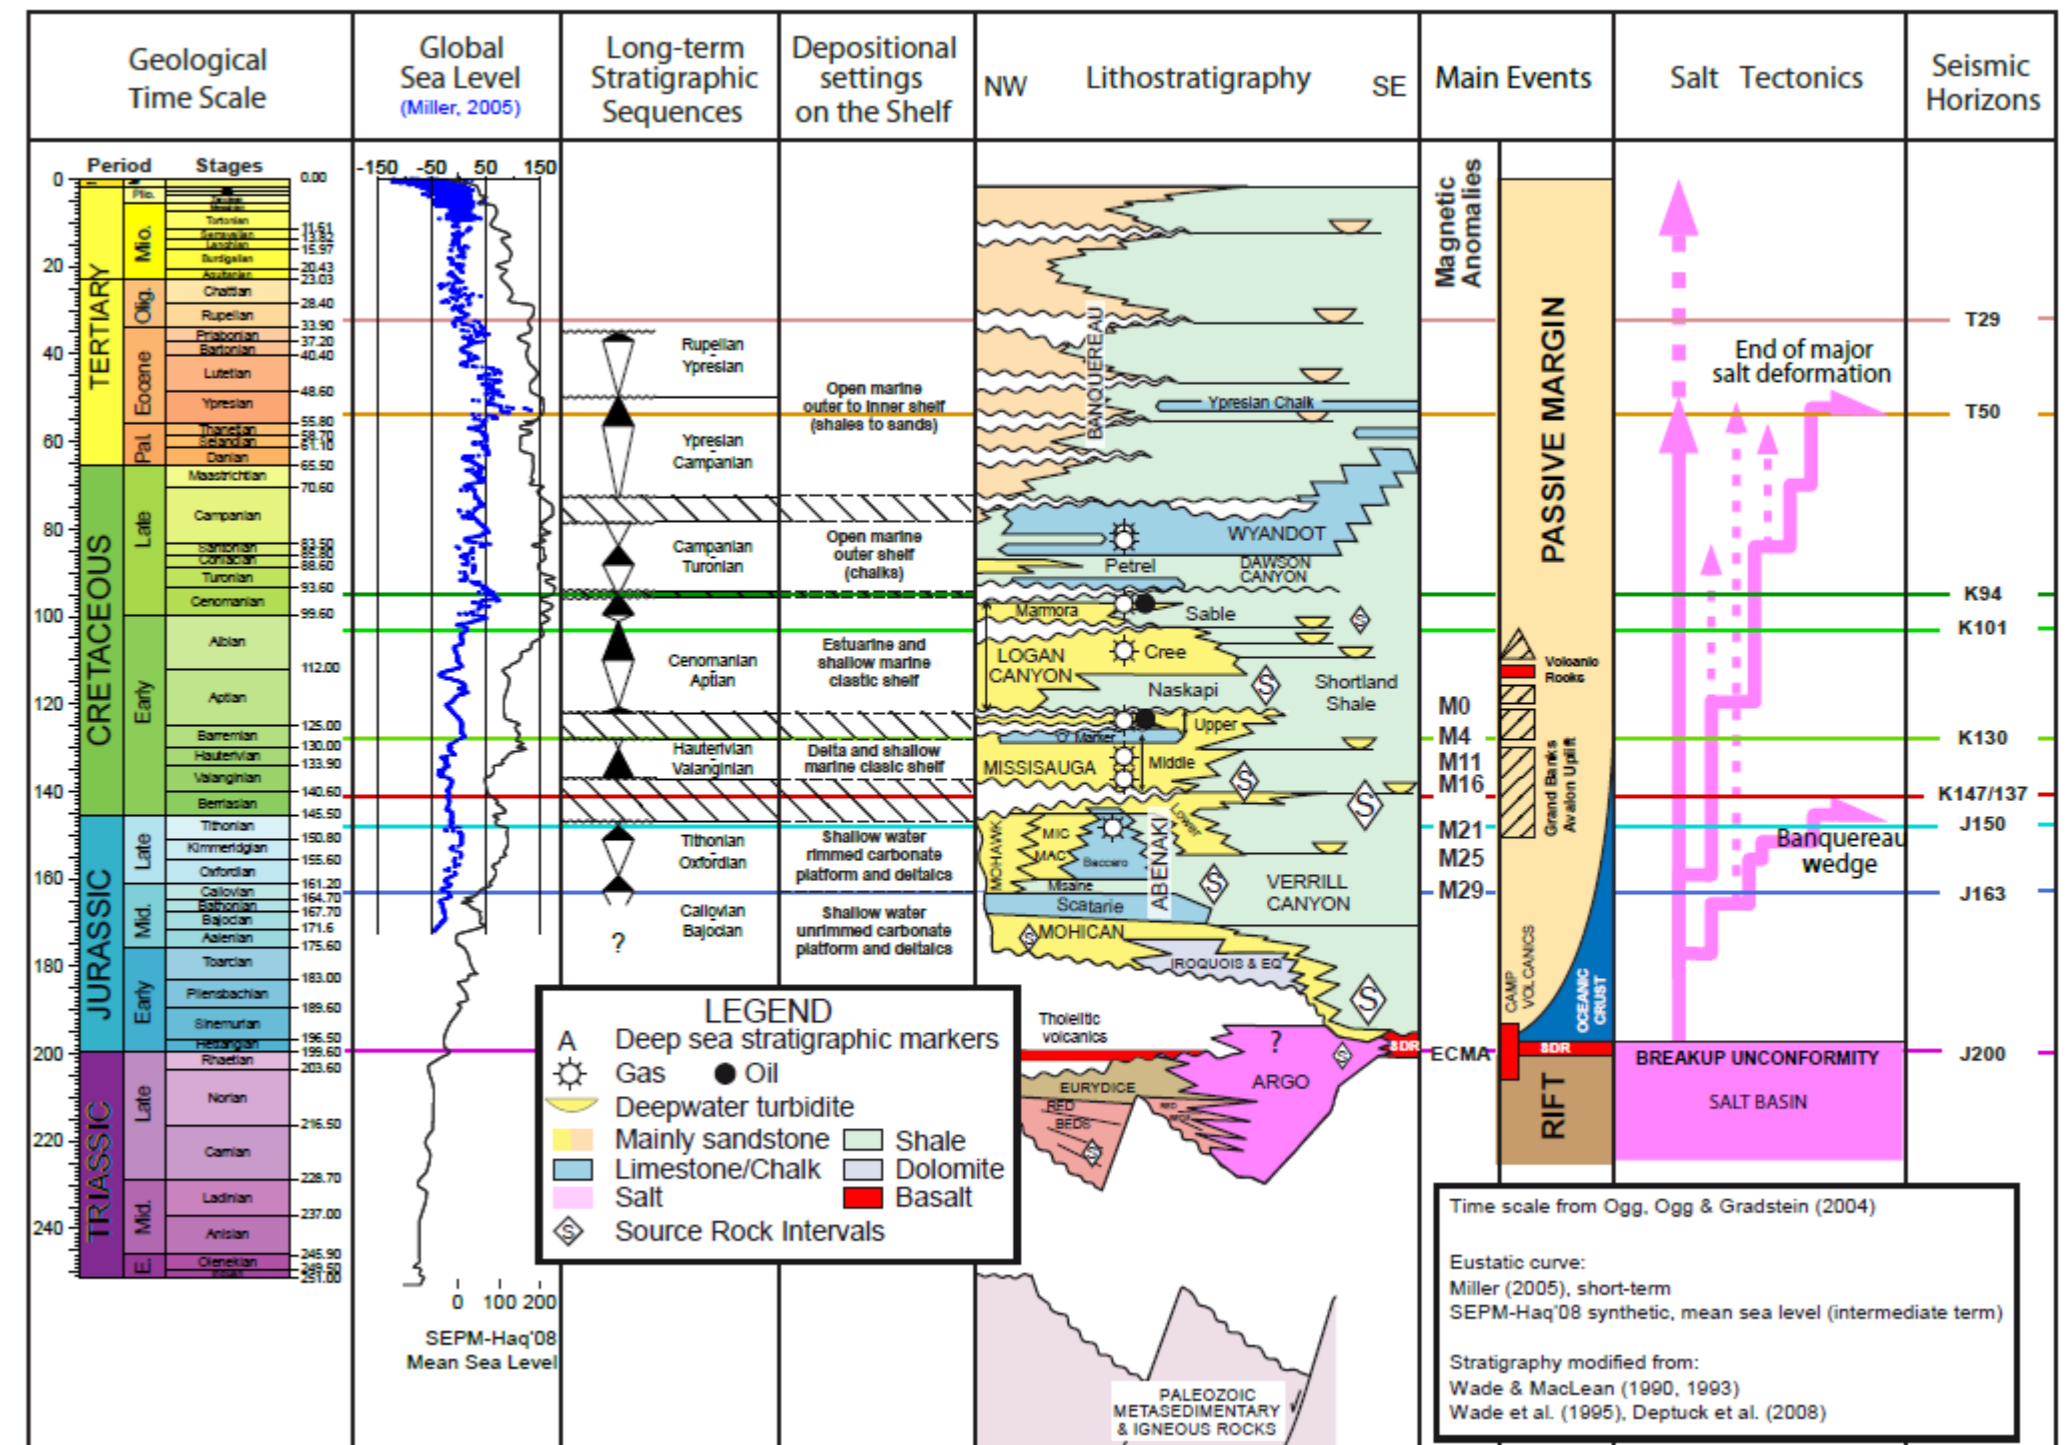 Geological
Time Scale
Global
Sea Level
(Miller, 2005)
Long-term
Stratigraphic
Sequences
Depositional
settings
on the Shelf
NW
Lithostratigraphy
SE
Main Events
Salt Tectonics
Seismic
Horizons
Period
Stages
0
20
40
60
80
100
120
140
160
180
200
220
240
TERTIARY
CRETACEOUS
JURASSIC
TRIASSIC
Plio.
Mio.
Olig.
Eocene
Pal.
Late
Early
Late
Mid.
Early
Late
Mid.
E.
Tortonian
Serravalian
Langhian
Burdigalian
Aquitanian
Chattian
Rupelian
Priabonian
Bartonian
Lutetian
Ypresian
Thanetian
Selandian
Danian
Maastrichtian
Campanian
Santonian
Coniacian
Turonian
Cenomanian
Albian
Aptian
Barremian
Hauterivian
Valanginian
Berriasian
Tithonian
Kimmeridgian
Oxfordian
Callovian
Bathonian
Bajocian
Aalenian
Toarcian
Pliensbachian
Sinemurian
Hettangian
Rhaetian
Norian
Carnian
Ladinian
Anisian
Olenekian
0.00
11.61
13.82
15.97
20.43
23.03
28.40
33.90
37.20
40.40
48.60
55.80
58.70
61.10
65.50
70.60
83.50
85.80
88.60
93.60
99.60
112.00
125.00
130.00
133.90
140.60
145.50
150.80
155.60
161.20
164.70
167.70
171.6
175.60
183.00
189.60
196.50
199.60
203.60
216.50
228.70
237.00
245.90
249.50
251.00
-150 -50 50 150
0 100 200
SEPM-Haq'08
Mean Sea Level
Rupelian
Ypresian
Ypresian
Campanian
Campanian
Turonian
Cenomanian
Aptian
Hauterivian
Valanginian
Tithonian
Oxfordian
Callovian
Bajocian
?
Open marine
outer to inner shelf
(shales to sands)
Open marine
outer shelf
(chalks)
Estuarine and
shallow marine
clastic shelf
Delta and shallow
marine clasic shelf
Shallow water
rimmed carbonate
platform and deltaics
Shallow water
unrimmed carbonate
platform and deltaics
BANQUEREAU
Ypresian Chalk
WYANDOT
Petrel
DAWSON
CANYON
Marmora
Sable
LOGAN
CANYON
Cree
Naskapi
S
S
Shortland
Shale
Upper
O' Marker
MISSISAUGA
Middle
S
S
Lower
MOHAWK
MIC
MAC
Baccaro
ABENAKI
Misaine
Scatarie
S
VERRILL
CANYON
S
MOHICAN
IROQUOIS & EQ
S
Tholeiitic
volcanics
?
S
SDR
ARGO
EURYDICE
RED
BEDS
RED
S
PALEOZOIC
METASEDIMENTARY
& IGNEOUS ROCKS
LEGEND
A Deep sea stratigraphic markers
Gas Oil
Deepwater turbidite
Mainly sandstone Shale
Limestone/Chalk Dolomite
Salt Basalt
S Source Rock Intervals
Magnetic
Anomalies
M0
M4
M11
M16
M21
M25
M29
ECMA
PASSIVE MARGIN
Volcanic
Rocks
Grand Banks
Avalon Uplift
CAMP
VOLCANICS
OCEANIC
CRUST
SDR
RIFT
End of major
salt deformation
Banquereau
wedge
BREAKUP UNCONFORMITY
SALT BASIN
T29
T50
K94
K101
K130
K147/137
J150
J163
J200
Time scale from Ogg, Ogg & Gradstein (2004)
Eustatic curve:
Miller (2005), short-term
SEPM-Haq'08 synthetic, mean sea level (intermediate term)
Stratigraphy modified from:
Wade & MacLean (1990, 1993)
Wade et al. (1995), Deptuck et al. (2008)